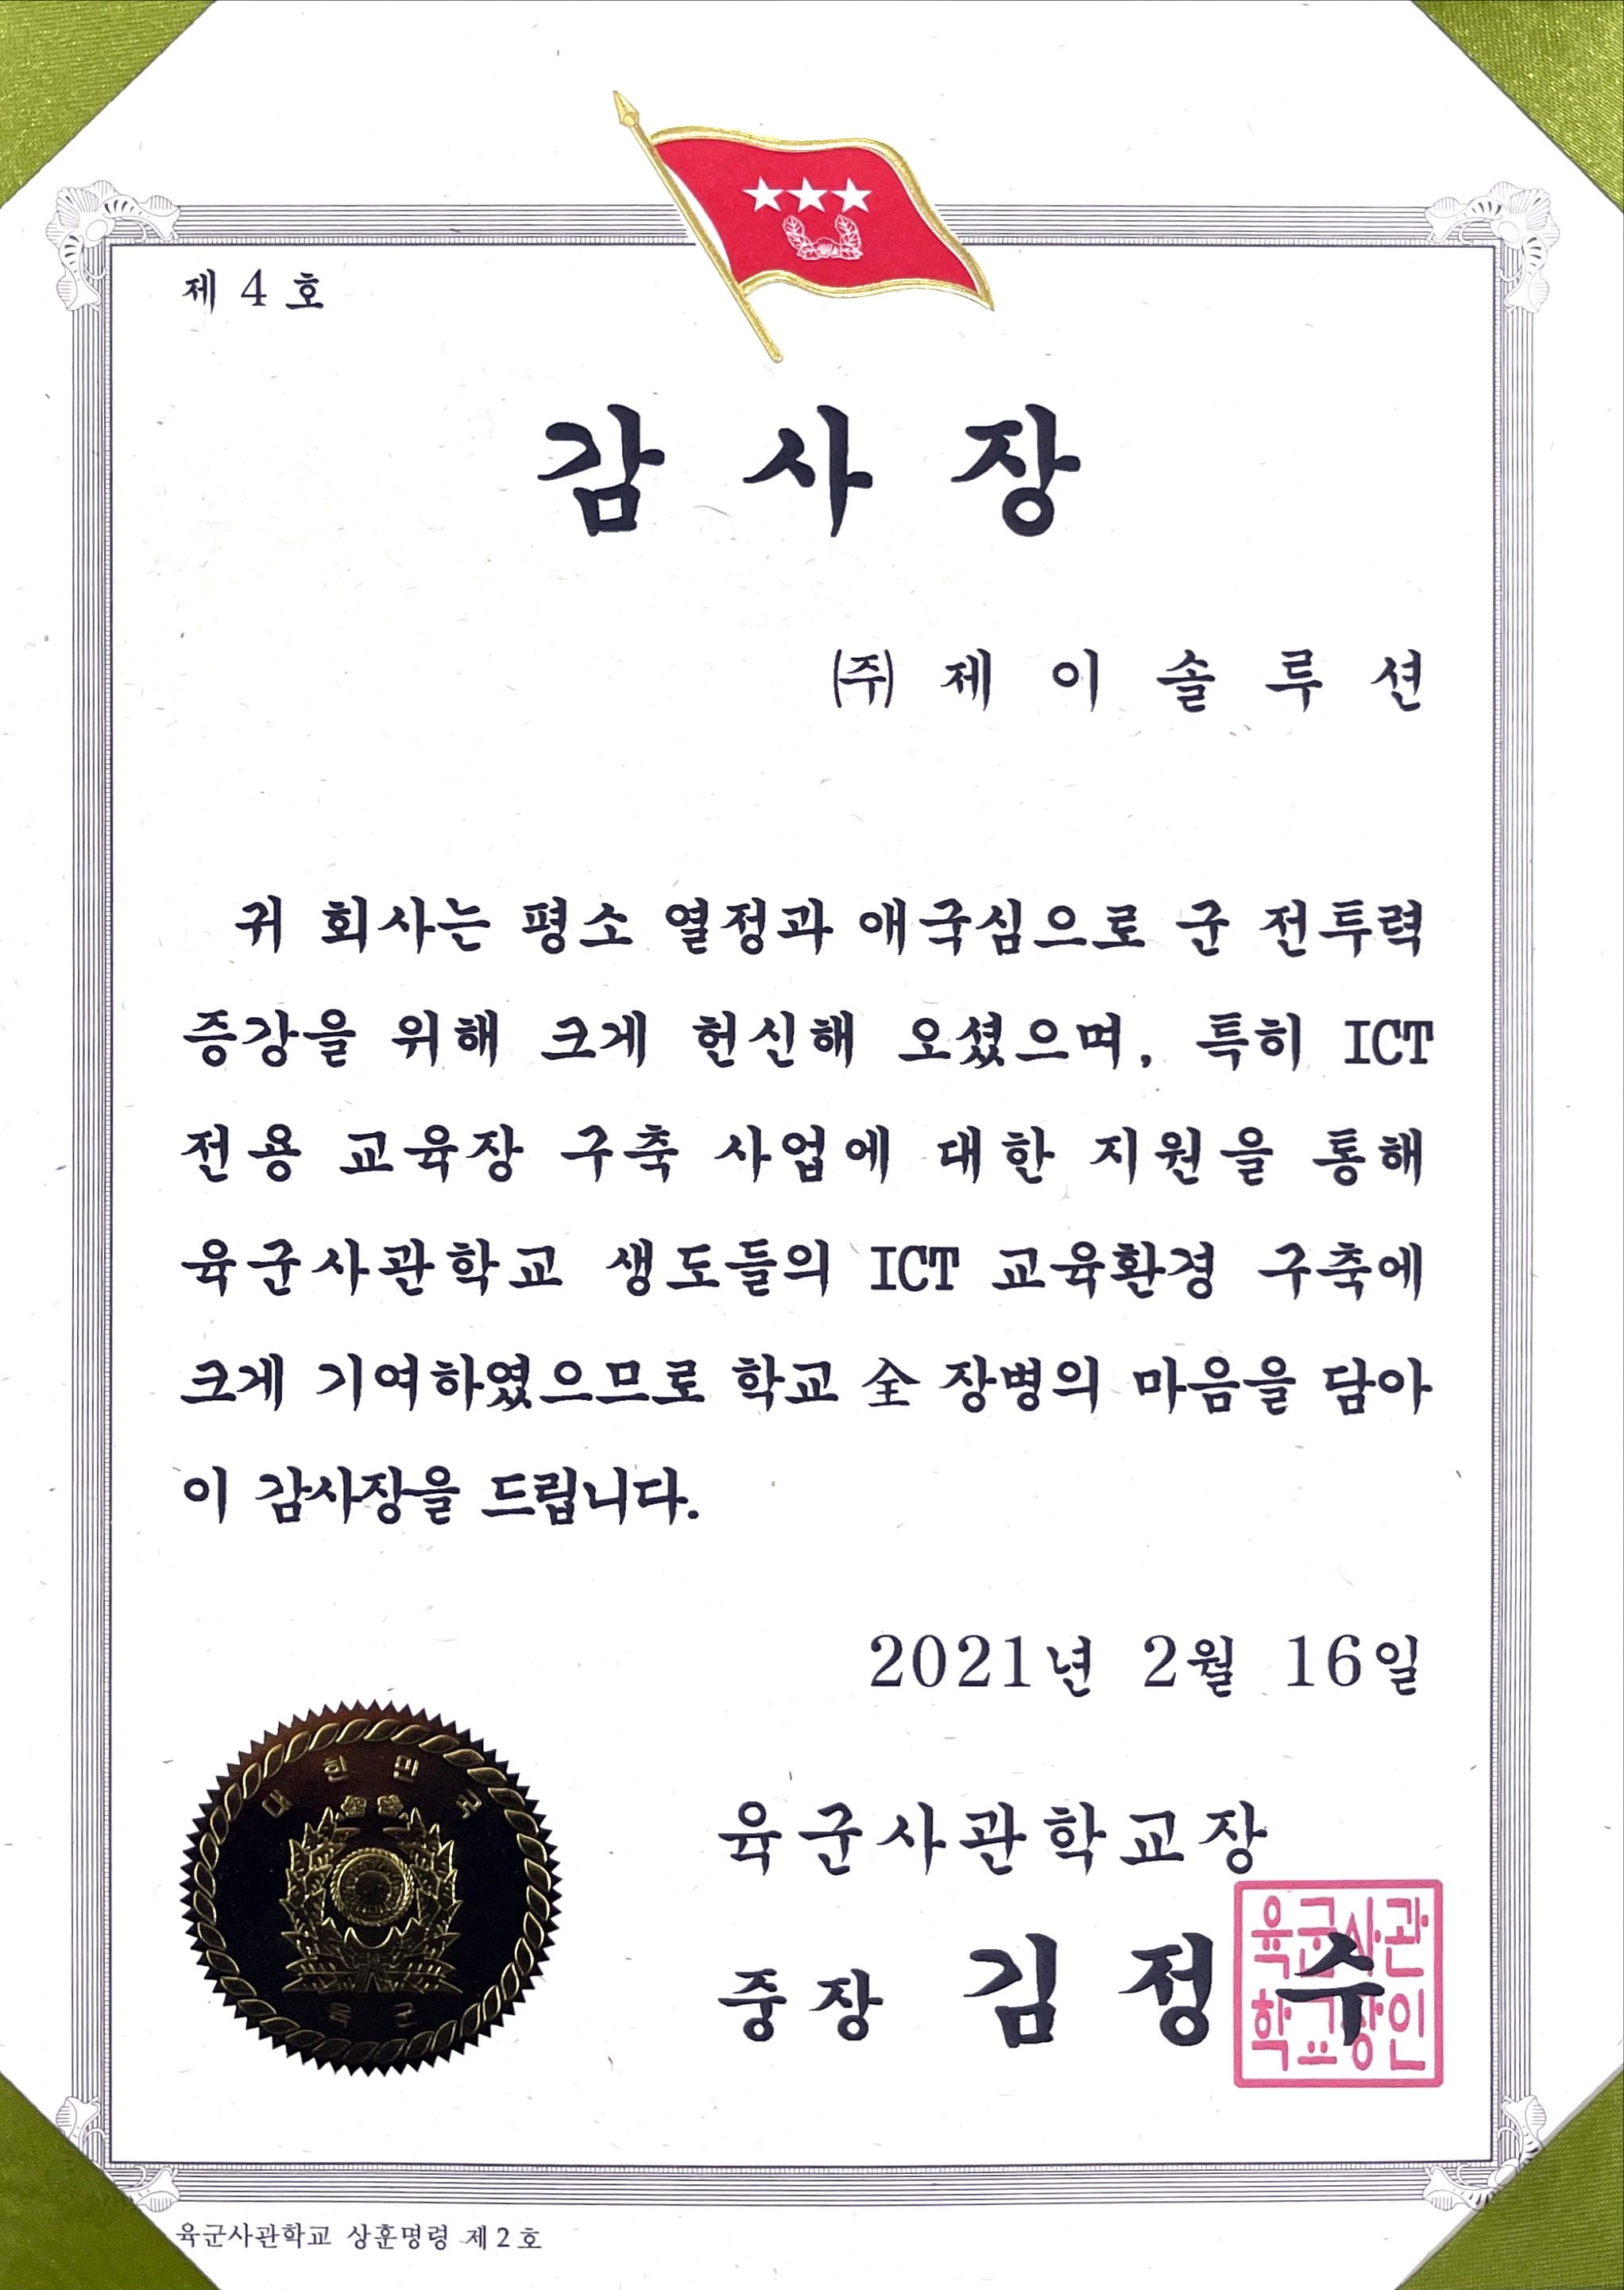 제 4 호
감 사 장
㈜ 제 이 솔 루 션
귀 회사는 평소 열정과 애국심으로 군 전투력
증강을 위해 크게 헌신해 오셨으며, 특히 ICT
전용 교육장 구축 사업에 대한 지원을 통해
육군사관학교 생도들의 ICT 교육환경 구축에
크게 기여하였으므로 학교 全 장병의 마음을 담아
이 감사장을 드립니다.
2021년 2월 16일
대한민국
육군
육군사관학교장
중장 김 정 수
육군사관
학교장인
육군사관학교 상훈명령 제2호